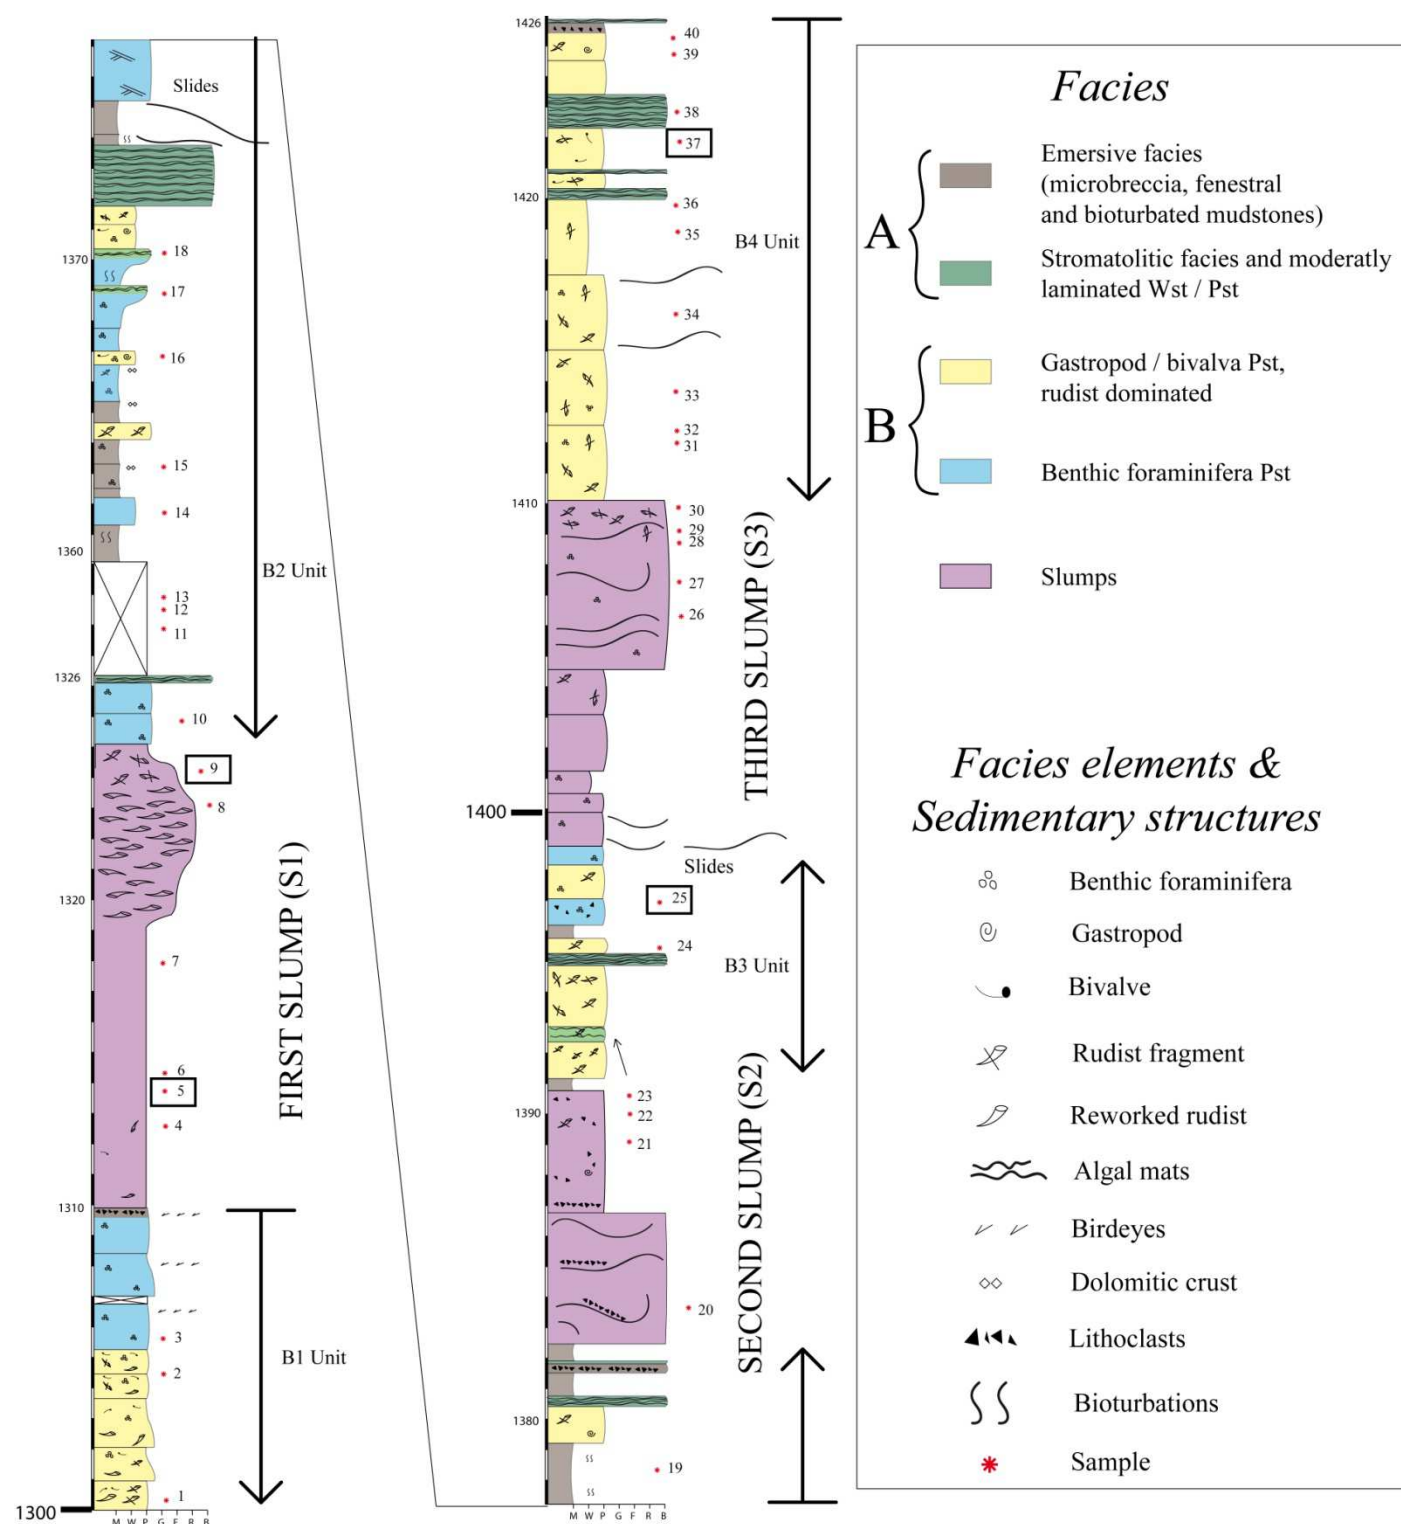 Slides
1370
18
17
16
15
14
1360
B2 Unit
13
12
11
1326
10
9
8
1320
7
6
5
4
FIRST SLUMP (S1)
1310
3
2
B1 Unit
1
1300
M W P G F R B
1426
40
39
38
37
1420
36
35
B4 Unit
34
33
32
31
1410
30
29
28
27
26
THIRD SLUMP (S3)
1400
Slides
25
24
B3 Unit
23
22
21
1390
SECOND SLUMP (S2)
20
1380
19
M W P G F R B
Facies
A
Emersive facies
(microbreccia, fenestral
and bioturbated mudstones)
Stromatolitic facies and moderatly
laminated Wst / Pst
B
Gastropod / bivalva Pst,
rudist dominated
Benthic foraminifera Pst
Slumps
Facies elements &
Sedimentary structures
Benthic foraminifera
Gastropod
Bivalve
Rudist fragment
Reworked rudist
Algal mats
Birdeyes
Dolomitic crust
Lithoclasts
Bioturbations
Sample